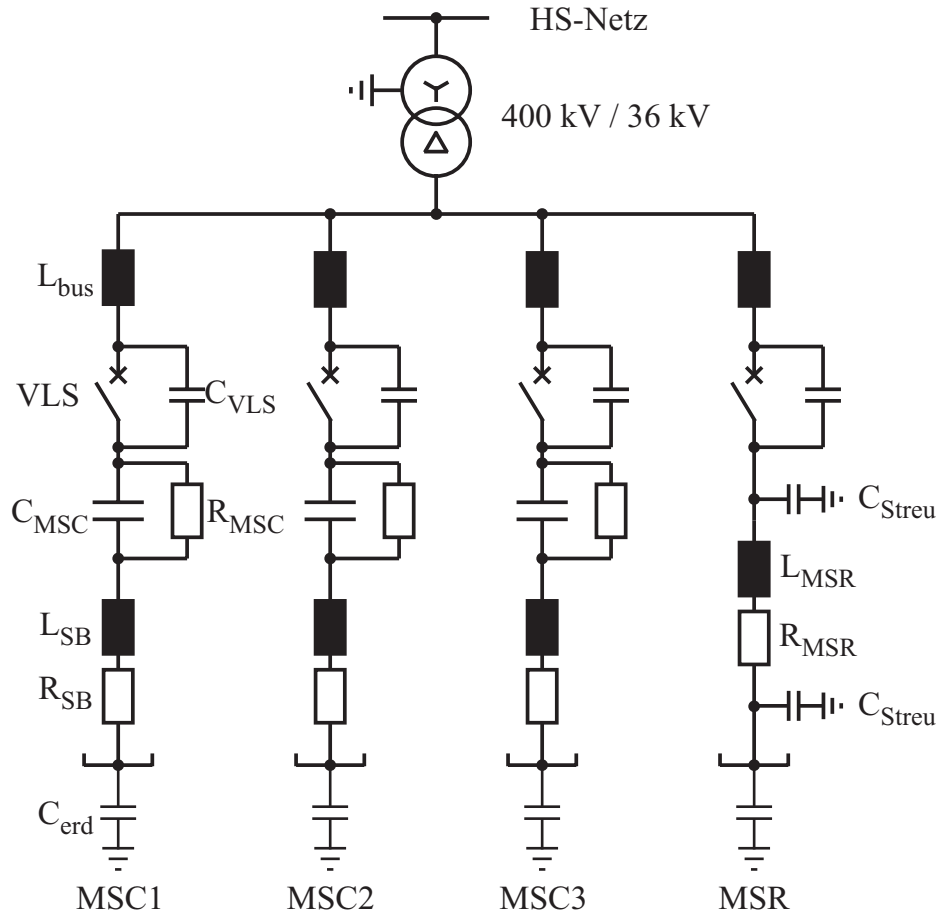 HS-Netz
400 kV / 36 kV
L_bus
VLS
C_VLS
C_MSC
R_MSC
C_Streu
L_MSR
L_SB
R_MSR
R_SB
C_Streu
C_erd
MSC1
MSC2
MSC3
MSR